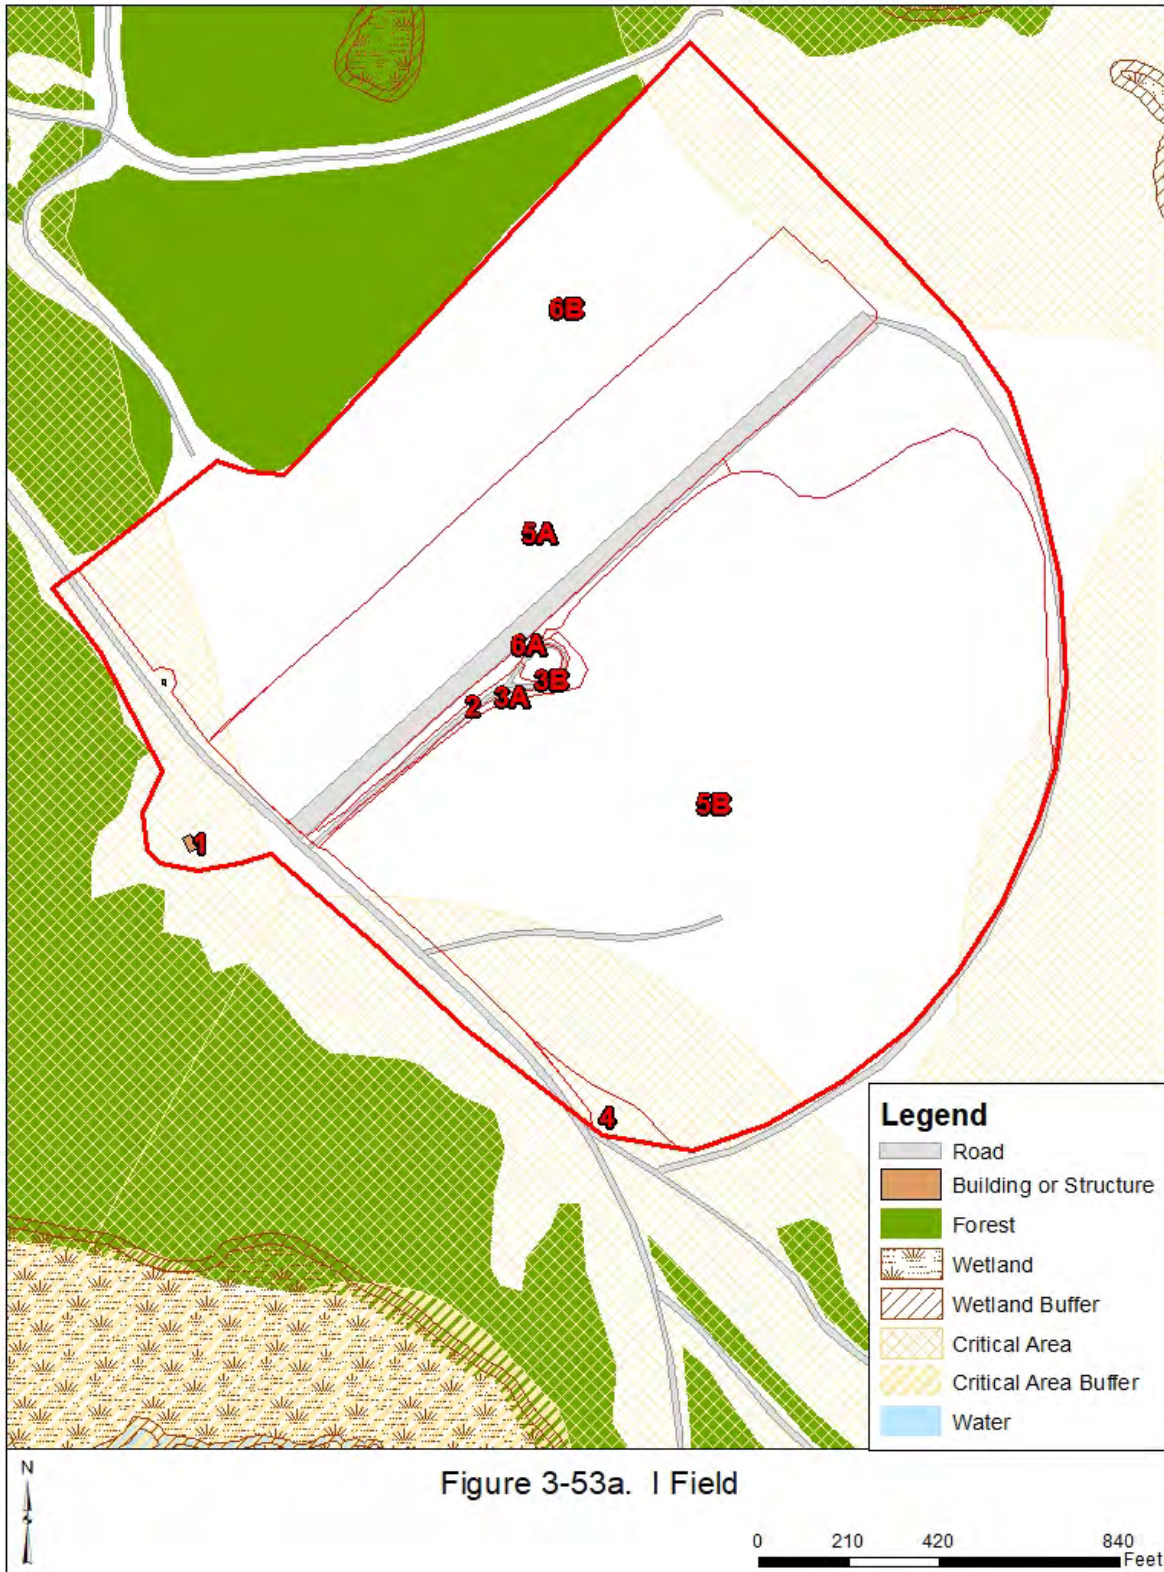 6B
5A
6A
3B
3A
2
5B
1
4
Legend
Road
Building or Structure
Forest
Wetland
Wetland Buffer
Critical Area
Critical Area Buffer
Water
N
Figure 3-53a. I Field
0 210 420 840
Feet